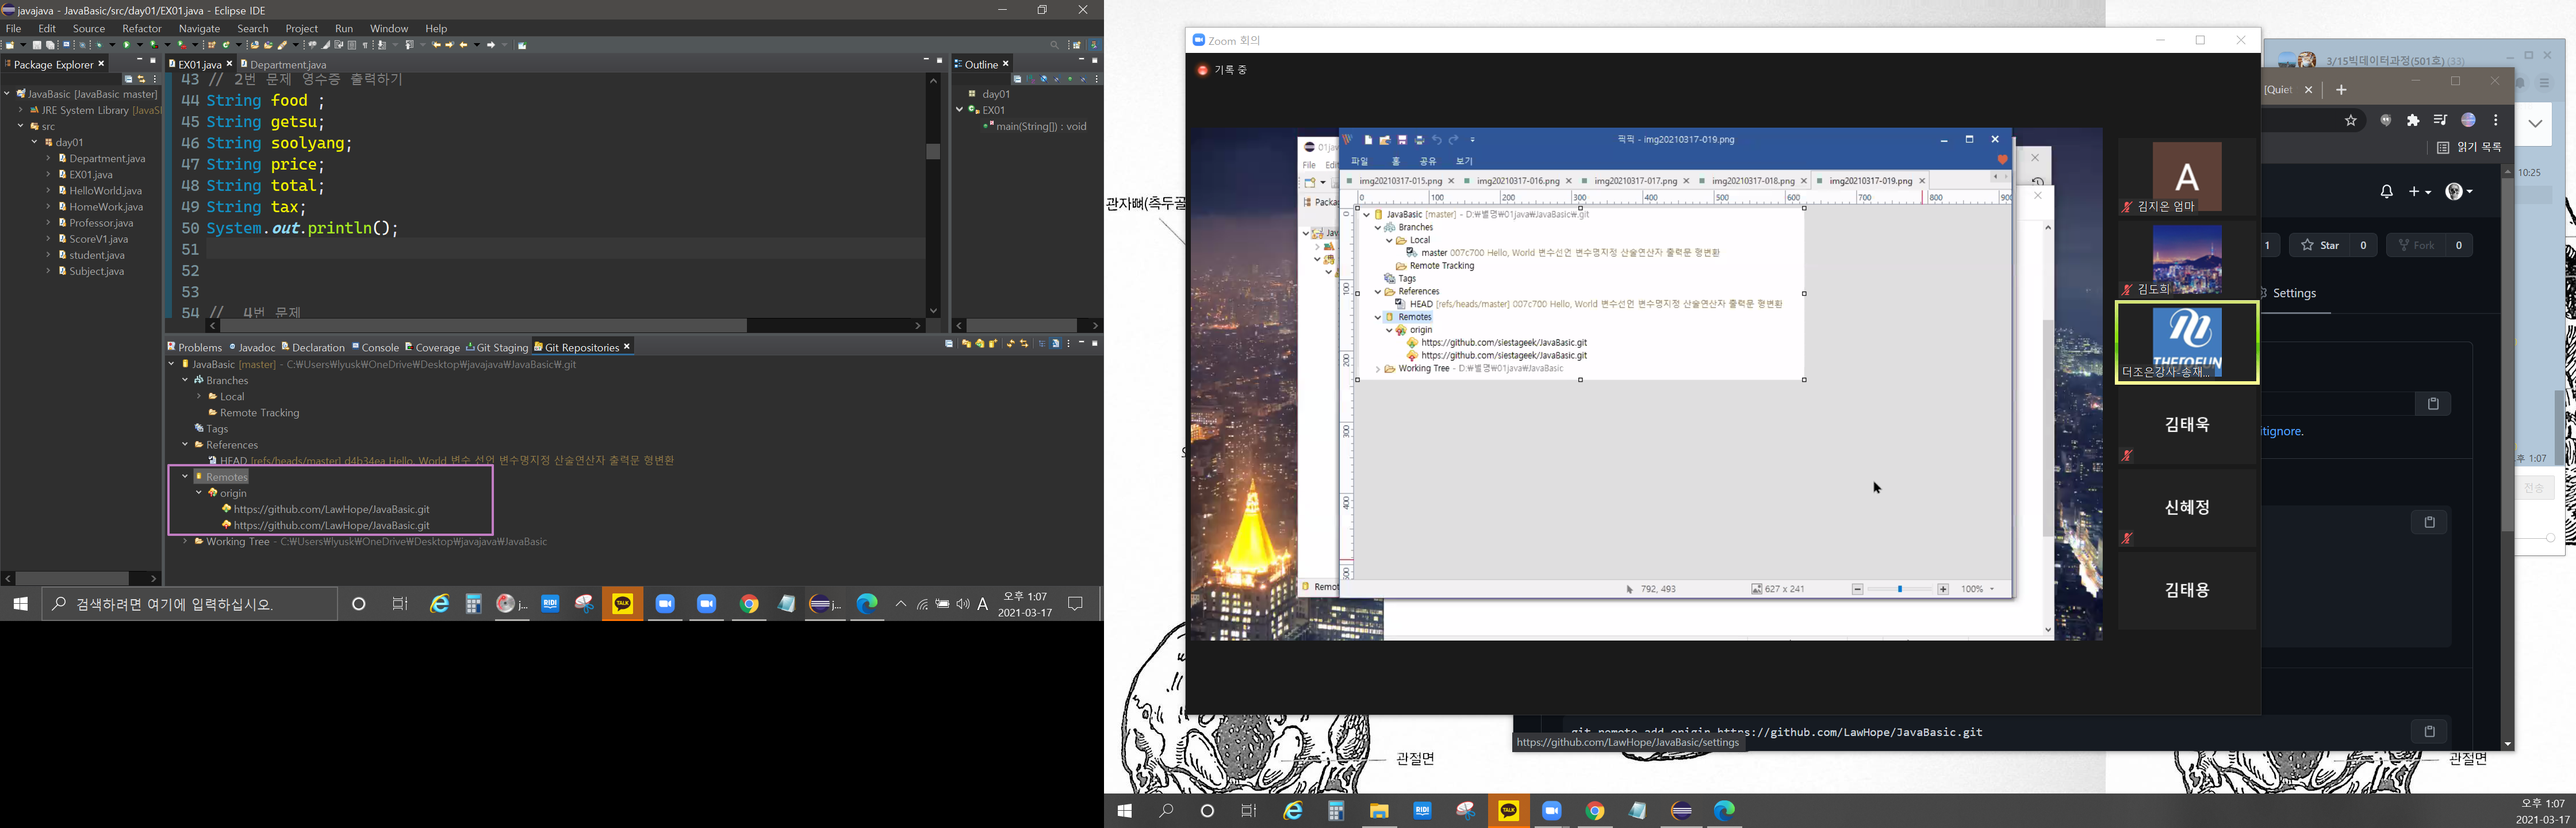 javajava - JavaBasic/src/day01/EX01.java - Eclipse IDE
File Edit Source Refactor Navigate Search Project Run Window Help
Package Explorer
JavaBasic [JavaBasic master]
JRE System Library [JavaS
src
day01
Department.java
EX01.java
HelloWorld.java
HomeWork.java
Professor.java
ScoreV1.java
student.java
Subject.java
EX01.java Department.java
43 // 2번 문제 영수증 출력하기
44 String food ;
45 String getsu;
46 String soolyang;
47 String price;
48 String total;
49 String tax;
50 System.out.println();
51
52
53
54 // 4번 문제
Outline
day01
EX01
main(String[]) : void
Problems Javadoc Declaration Console Coverage Git Staging Git Repositories
JavaBasic [master] - C:₩Users₩lyusk₩OneDrive₩Desktop₩javajava₩JavaBasic₩.git
Branches
Local
Remote Tracking
Tags
References
HEAD [refs/heads/master] d4b34ea Hello, World 변수 선언 변수명지정 산술연산자 출력문 형변환
Remotes
origin
https://github.com/LawHope/JavaBasic.git
https://github.com/LawHope/JavaBasic.git
Working Tree - C:₩Users₩lyusk₩OneDrive₩Desktop₩javajava₩JavaBasic
검색하려면 여기에 입력하십시오.
RIDI
TALK
j...
j...
A
오후 1:07
2021-03-17
관자뼈(측두골
Zoom 회의
기록 중
픽픽 - img20210317-019.png
파일 홈 공유 보기
img20210317-015.png img20210317-016.png img20210317-017.png img20210317-018.png img20210317-019.png
0 100 200 300 400 500 600 700 800 900
JavaBasic [master] - D:₩별명₩01java₩JavaBasic₩.git
Branches
Local
master 007c700 Hello, World 변수선언 변수명지정 산술연산자 출력문 형변환
Remote Tracking
Tags
References
HEAD [refs/heads/master] 007c700 Hello, World 변수선언 변수명지정 산술연산자 출력문 형변환
Remotes
origin
https://github.com/siestageek/JavaBasic.git
https://github.com/siestageek/JavaBasic.git
Working Tree - D:₩별명₩01java₩JavaBasic
01jav
File Edit
Packa
Jav
Remot
792, 493
627 x 241
100%
A
김지온 엄마
김도희
더조은강사-송재...
김태욱
신혜정
김태용
3/15빅데이터과정(501호) (33)
[Quiet
읽기 목록
10:25
1
Star 0
Fork 0
Settings
itignore.
후 1:07
전송
git remote add origin https://github.com/LawHope/JavaBasic.git
https://github.com/LawHope/JavaBasic/settings
관절면
관절면
RIDI
TALK
오후 1:07
2021-03-17